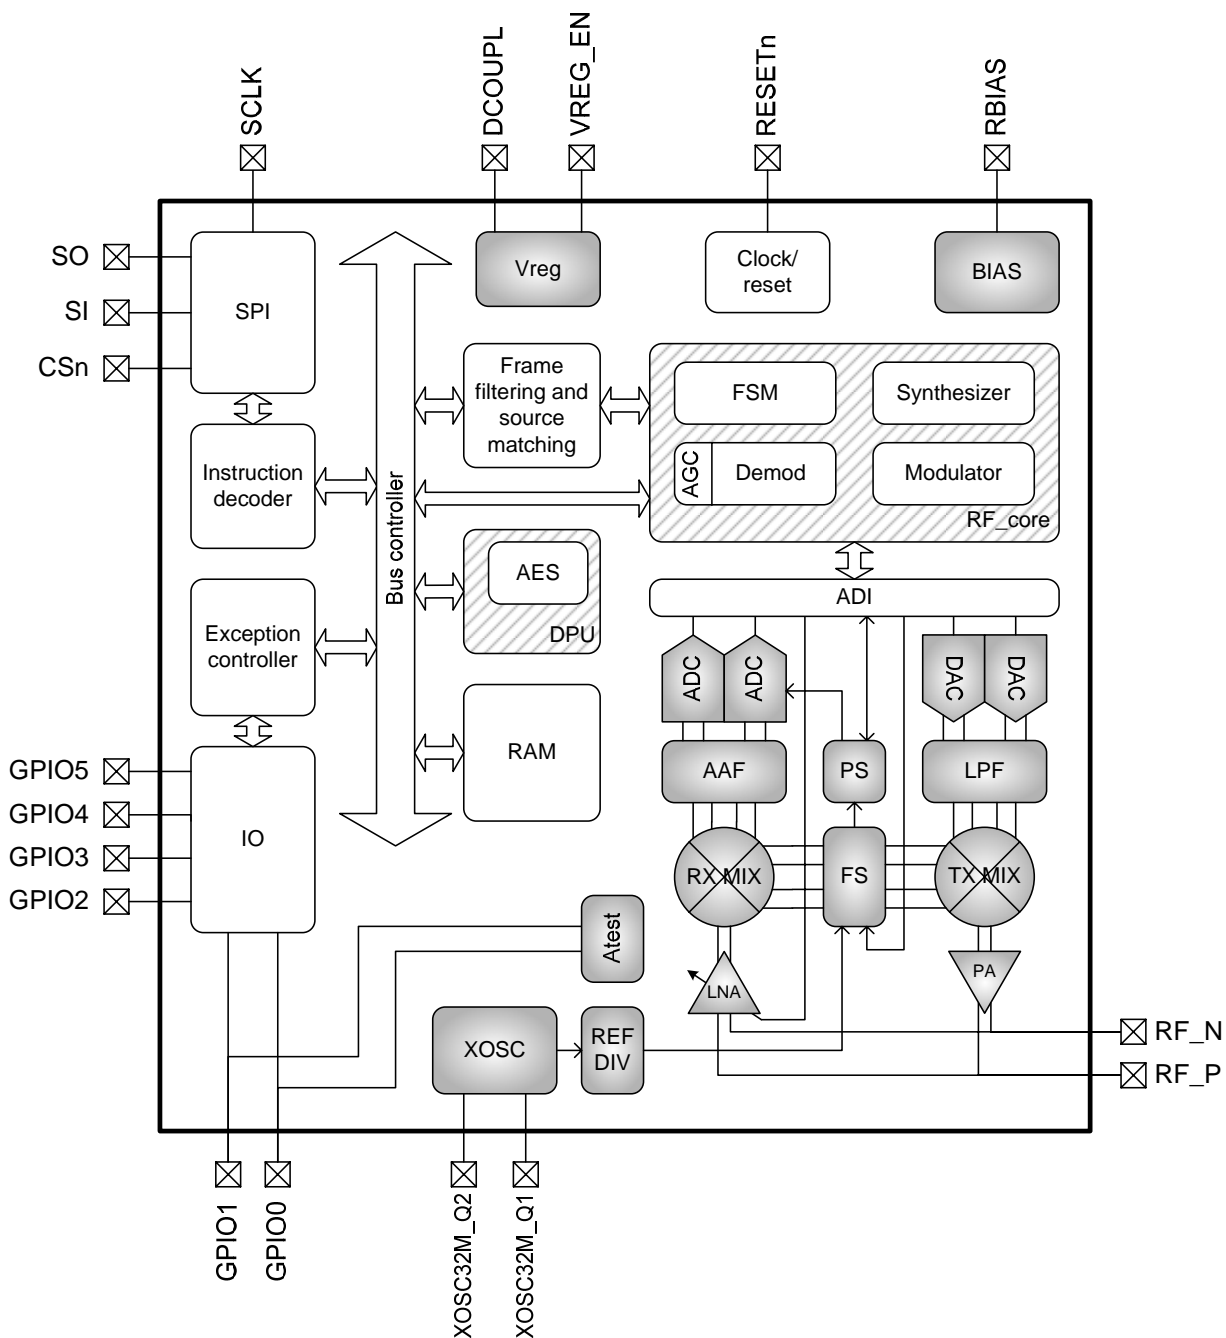 SCLK
DCOUPL
VREG_EN
RESETn
RBIAS
SO
SI
CSn
SPI
Vreg
Clock/
reset
BIAS
Instruction
decoder
Bus controller
Frame
filtering and
source
matching
FSM
Synthesizer
AGC
Demod
Modulator
RF_core
AES
DPU
ADI
Exception
controller
ADC
ADC
DAC
DAC
RAM
AAF
PS
LPF
GPIO5
GPIO4
GPIO3
GPIO2
IO
RX MIX
FS
TX MIX
Atest
LNA
PA
XOSC
REF
DIV
RF_N
RF_P
GPIO1
GPIO0
XOSC32M_Q2
XOSC32M_Q1